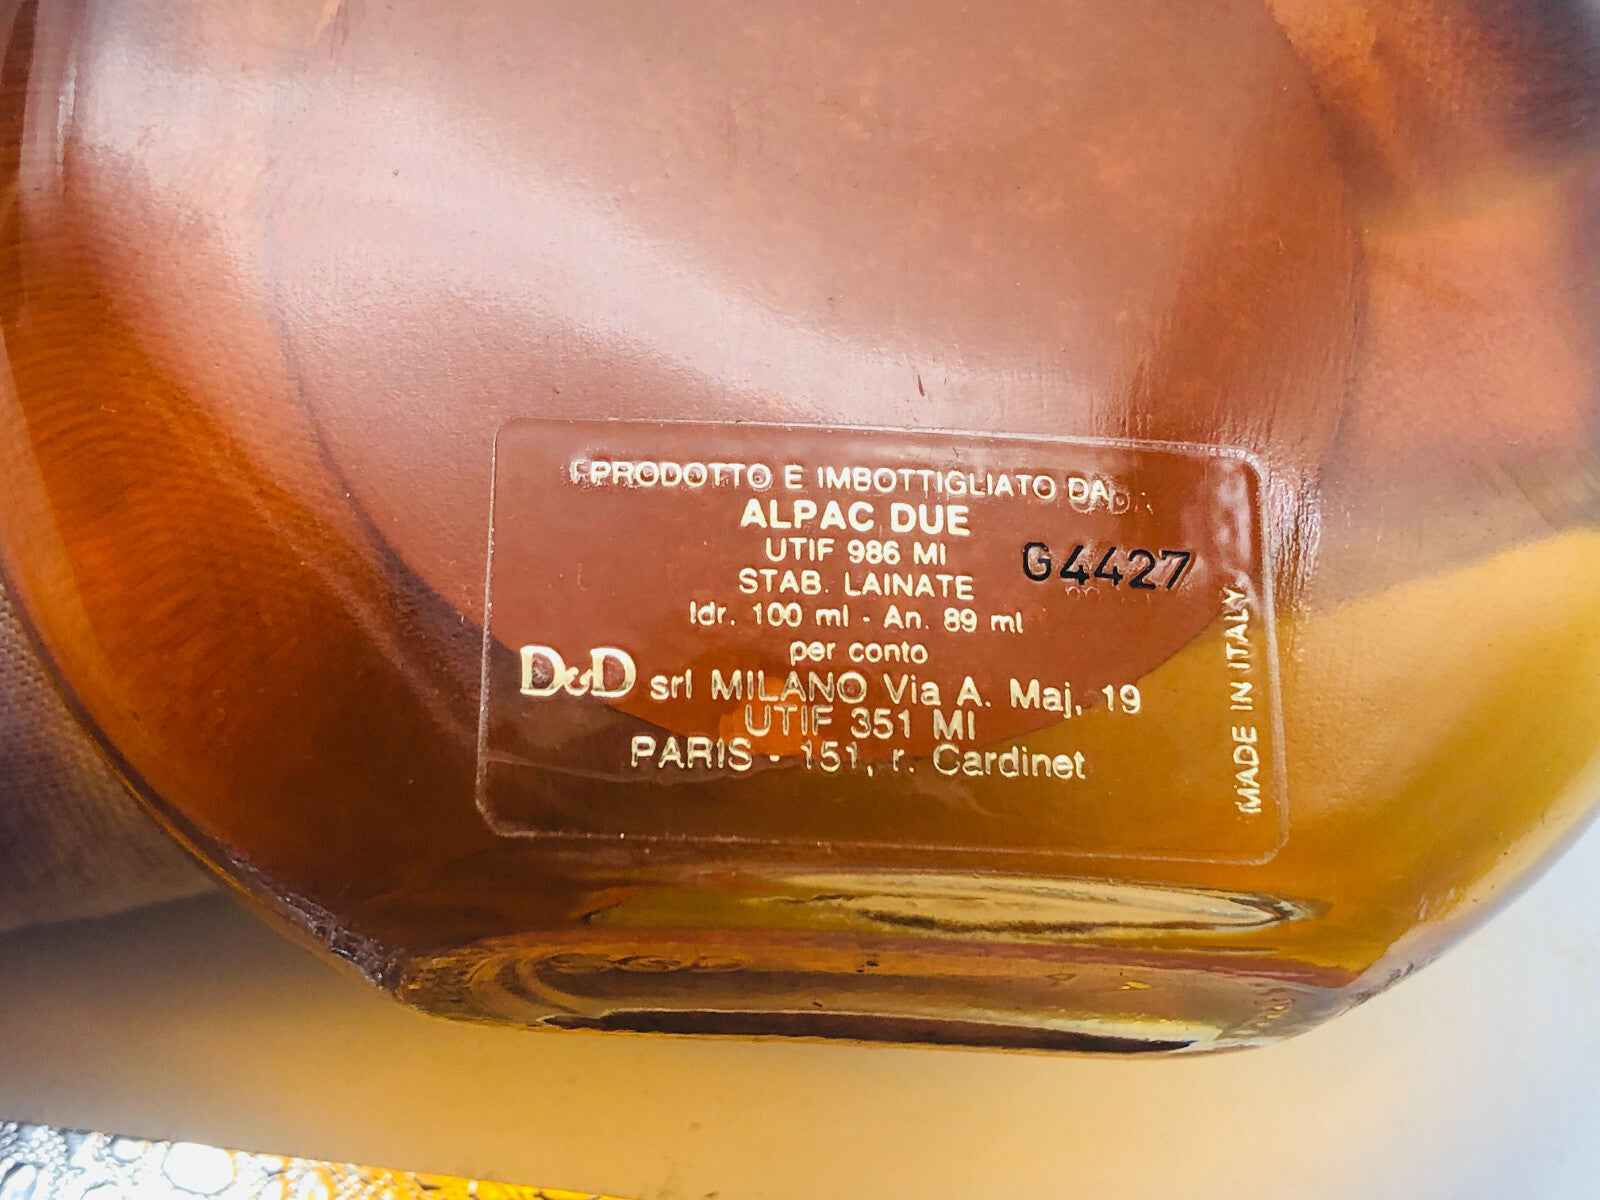 PRODOTTO E IMBOTTIGLIATO DA
ALPAC DUE
UTIF 986 MI
G4427
STAB. LAINATE
Idr. 100 ml - An. 89 ml
per conto
D&D srl MILANO Via A. Maj, 19
UTIF 351 MI
PARIS - 151, r. Cardinet
MADE IN ITALY